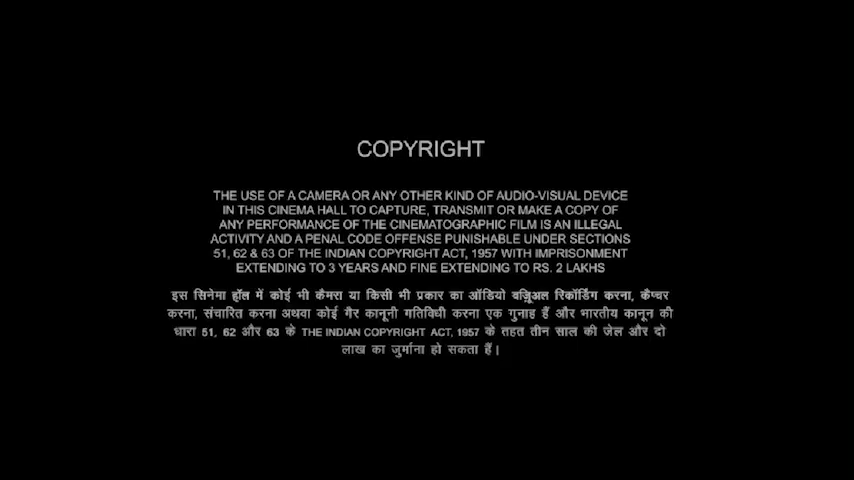 COPYRIGHT
THE USE OF A CAMERA OR ANY OTHER KIND OF AUDIO-VISUAL DEVICE
IN THIS CINEMA HALL TO CAPTURE, TRANSMIT OR MAKE A COPY OF
ANY PERFORMANCE OF THE CINEMATOGRAPHIC FILM IS AN ILLEGAL
ACTIVITY AND A PENAL CODE OFFENSE PUNISHABLE UNDER SECTIONS
51, 62 & 63 OF THE INDIAN COPYRIGHT ACT, 1957 WITH IMPRISONMENT
EXTENDING TO 3 YEARS AND FINE EXTENDING TO RS. 2 LAKHS
इस सिनेमा हॉल में कोई भी कैमरा या किसी भी प्रकार का ऑडियो वज़िुअल रिकॉर्डिंग करना, कैप्चर
करना, संचारित करना अथवा कोई गैर कानूनी गतिविधी करना एक गुनाह हैं और भारतीय कानून की
धारा 51, 62 और 63 के THE INDIAN COPYRIGHT ACT, 1957 के तहत तीन साल की जेल और दो
लाख का जुर्माना हो सकता हैं।